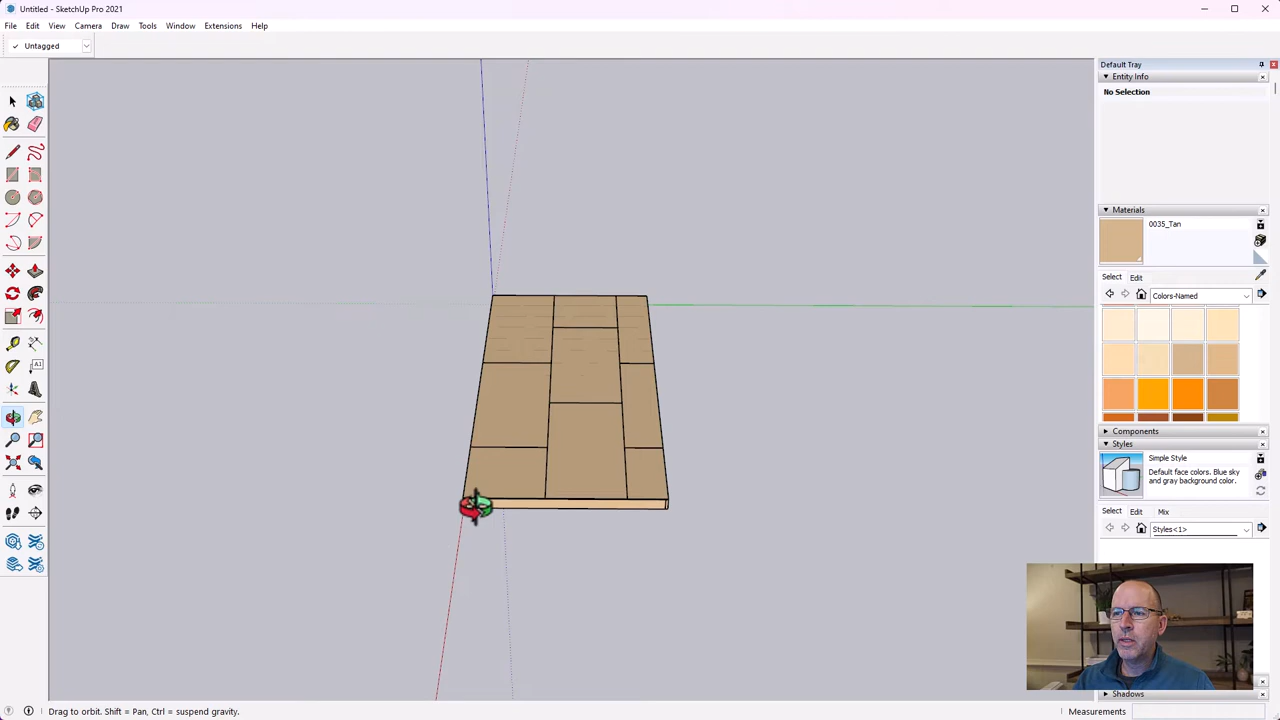 Untitled - SketchUp Pro 2021
File Edit View Camera Draw Tools Window Extensions Help
✓ Untagged
Default Tray
Entity Info
No Selection
Materials
0035_Tan
Select Edit
Colors-Named
Components
Styles
Simple Style
Default face colors. Blue sky
and gray background color.
Select Edit Mix
Styles<1>
Shadows
Drag to orbit. Shift = Pan, Ctrl = suspend gravity.
Measurements